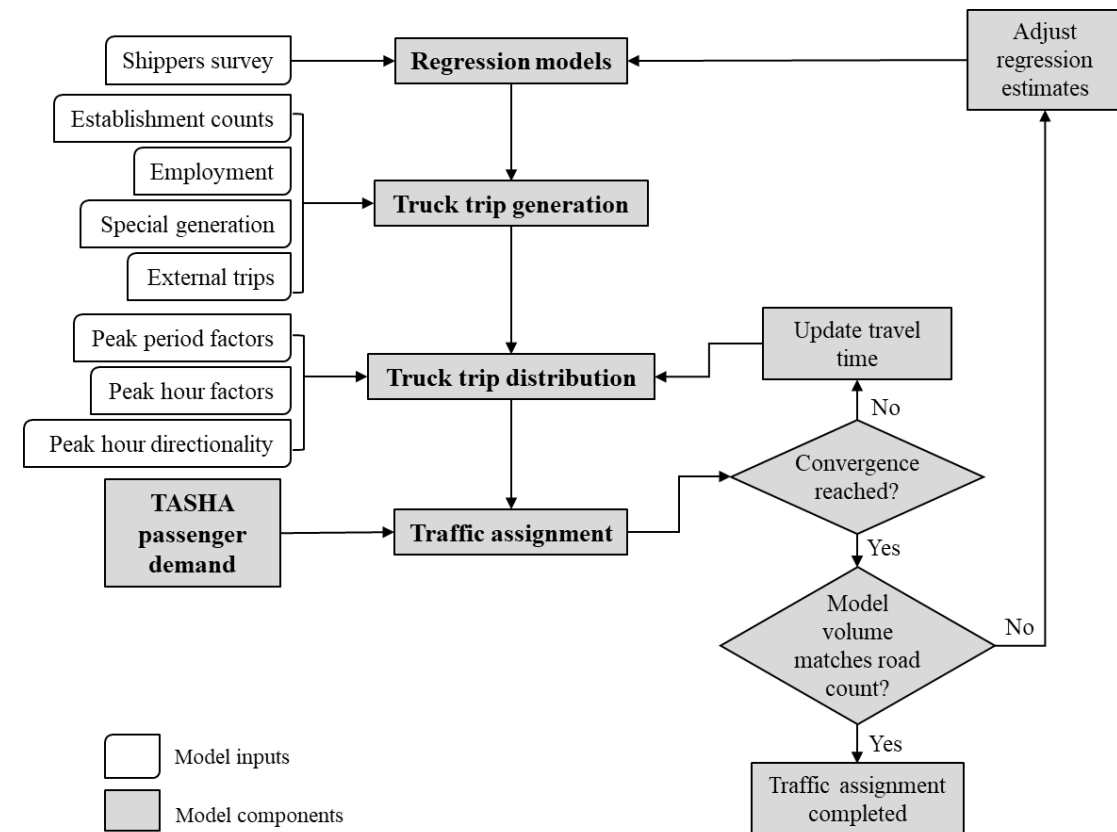 Shippers survey
Regression models
Adjust
regression
estimates
Establishment counts
Employment
Special generation
External trips
Truck trip generation
Peak period factors
Peak hour factors
Peak hour directionality
Truck trip distribution
Update travel
time
No
Convergence
reached?
TASHA
passenger
demand
Traffic assignment
Yes
Model
volume
matches road
count?
No
Yes
Traffic assignment
completed
Model inputs
Model components